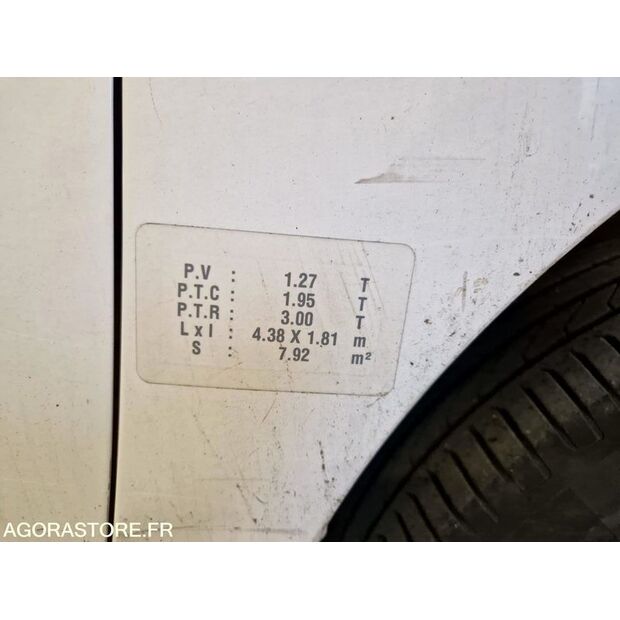 P.V : 1.27 T
P.T.C : 1.95 T
P.T.R : 3.00 T
L x l : 4.38 X 1.81 m
S : 7.92 m²
AGORASTORE.FR